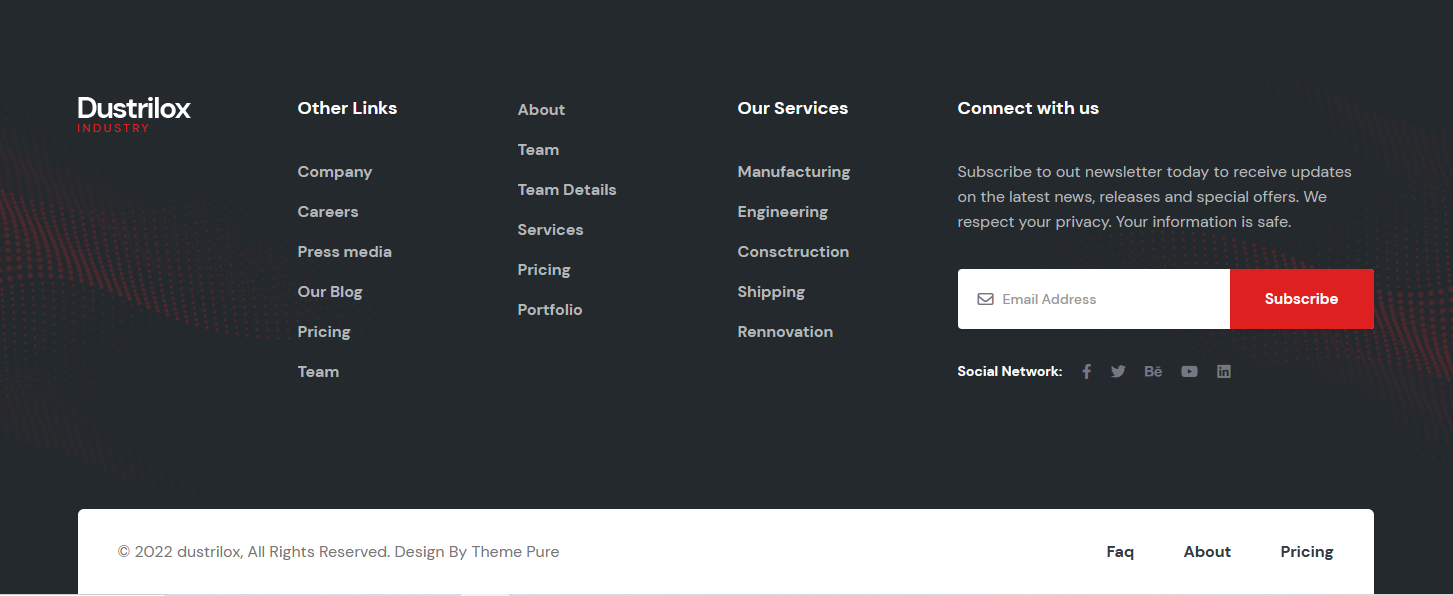 Dustrilox
INDUSTRY
Other Links
Company
Careers
Press media
Our Blog
Pricing
Team
About
Team
Team Details
Services
Pricing
Portfolio
Our Services
Manufacturing
Engineering
Consctruction
Shipping
Rennovation
Connect with us
Subscribe to out newsletter today to receive updates
on the latest news, releases and special offers. We
respect your privacy. Your information is safe.
Email Address
Subscribe
Social Network:
Bē
© 2022 dustrilox, All Rights Reserved. Design By Theme Pure
Faq
About
Pricing